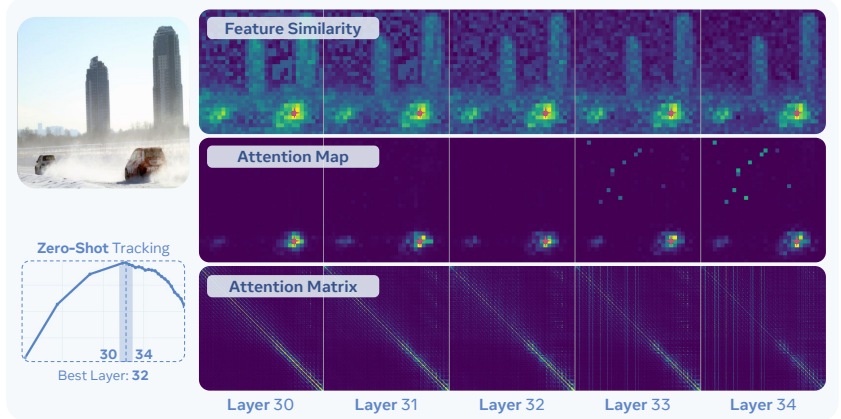 Feature Similarity
Attention Map
Zero-Shot Tracking
30 34
Best Layer: 32
Attention Matrix
Layer 30
Layer 31
Layer 32
Layer 33
Layer 34